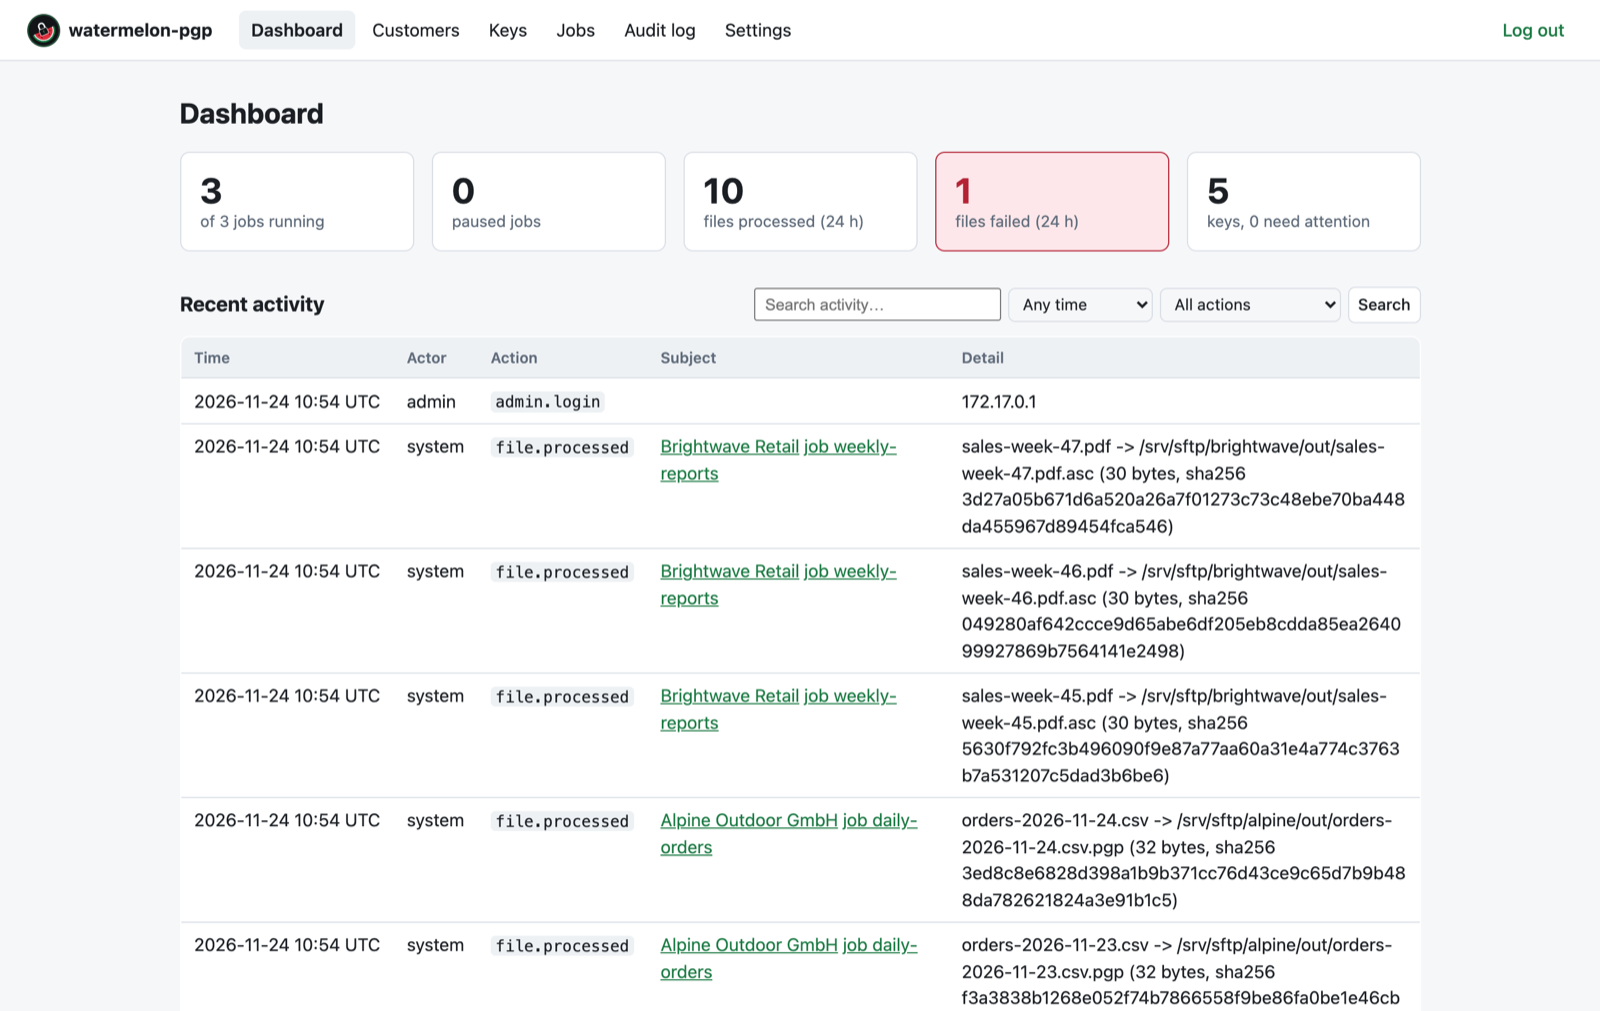 watermelon-pgp Dashboard Customers Keys Jobs Audit log Settings Log out
Dashboard
3
of 3 jobs running
0
paused jobs
10
files processed (24 h)
1
files failed (24 h)
5
keys, 0 need attention
Recent activity Search activity... Any time All actions Search
Time Actor Action Subject Detail
2026-11-24 10:54 UTC admin admin.login 172.17.0.1
2026-11-24 10:54 UTC system file.processed Brightwave Retail job weekly- sales-week-47.pdf -> /srv/sftp/brightwave/out/sales-
reports week-47.pdf.asc (30 bytes, sha256
3d27a05b671d6a520a26a7f01273c73c48ebe70ba448
da455967d89454fca546)
2026-11-24 10:54 UTC system file.processed Brightwave Retail job weekly- sales-week-46.pdf -> /srv/sftp/brightwave/out/sales-
reports week-46.pdf.asc (30 bytes, sha256
049280af642ccce9d65abe6df205eb8cdda85ea2640
99927869b7564141e2498)
2026-11-24 10:54 UTC system file.processed Brightwave Retail job weekly- sales-week-45.pdf -> /srv/sftp/brightwave/out/sales-
reports week-45.pdf.asc (30 bytes, sha256
5630f792fc3b496090f9e87a77aa60a31e4a774c3763
b7a531207c5dad3b6be6)
2026-11-24 10:54 UTC system file.processed Alpine Outdoor GmbH job daily- orders-2026-11-24.csv -> /srv/sftp/alpine/out/orders-
orders 2026-11-24.csv.pgp (32 bytes, sha256
3ed8c8e6828d398a1b9b371cc76d43ce9c65d7b9b48
8da782621824a3e91b1c5)
2026-11-24 10:54 UTC system file.processed Alpine Outdoor GmbH job daily- orders-2026-11-23.csv -> /srv/sftp/alpine/out/orders-
orders 2026-11-23.csv.pgp (32 bytes, sha256
f3a3838b1268e052f74b7866558f9be86fa0be1e46cb